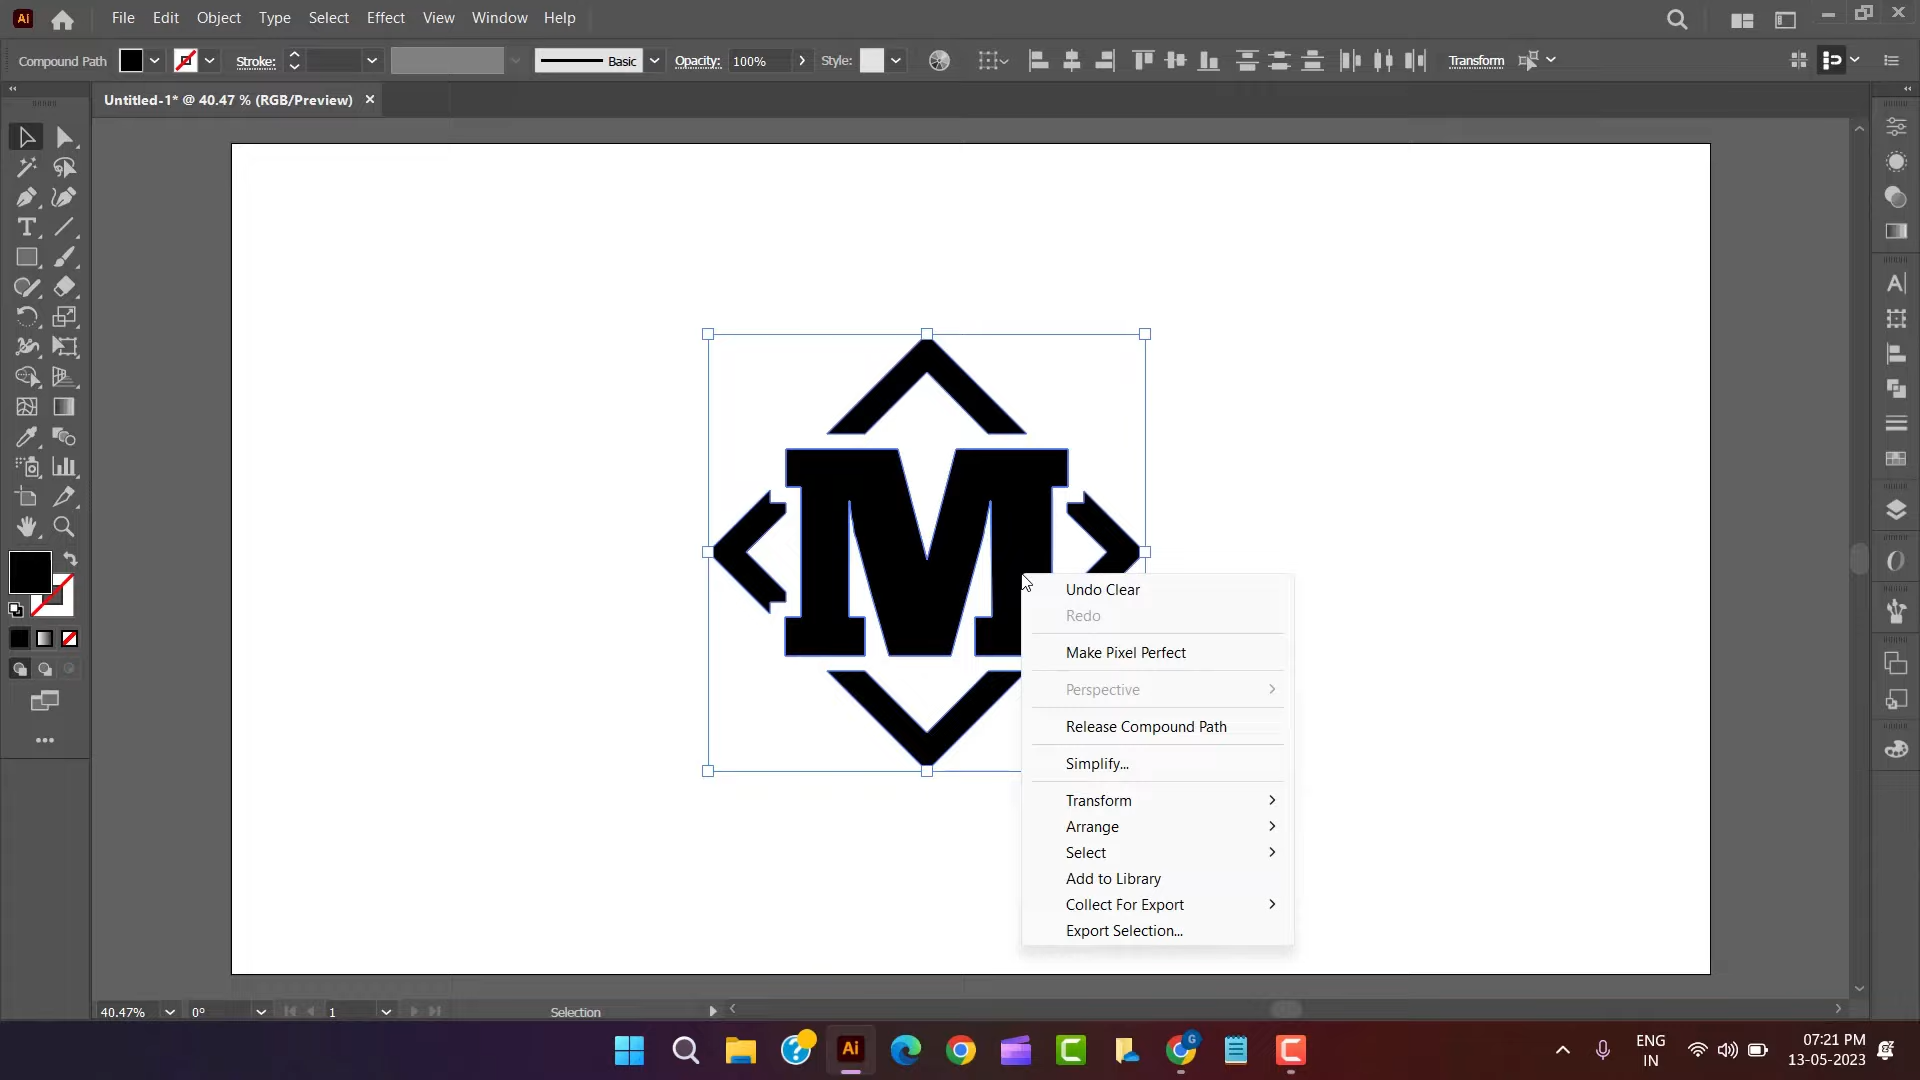 Ai File Edit Object Type Select Effect View Window Help
Compound Path Stroke: Basic Opacity: 100% Style: Transform
Untitled-1* @ 40.47 % (RGB/Preview)
M
Undo Clear
Redo
Make Pixel Perfect
Perspective
Release Compound Path
Simplify...
Transform
Arrange
Select
Add to Library
Collect For Export
Export Selection...
40.47% 0° 1 Selection
Ai G ENG 07:21 PM
IN 13-05-2023